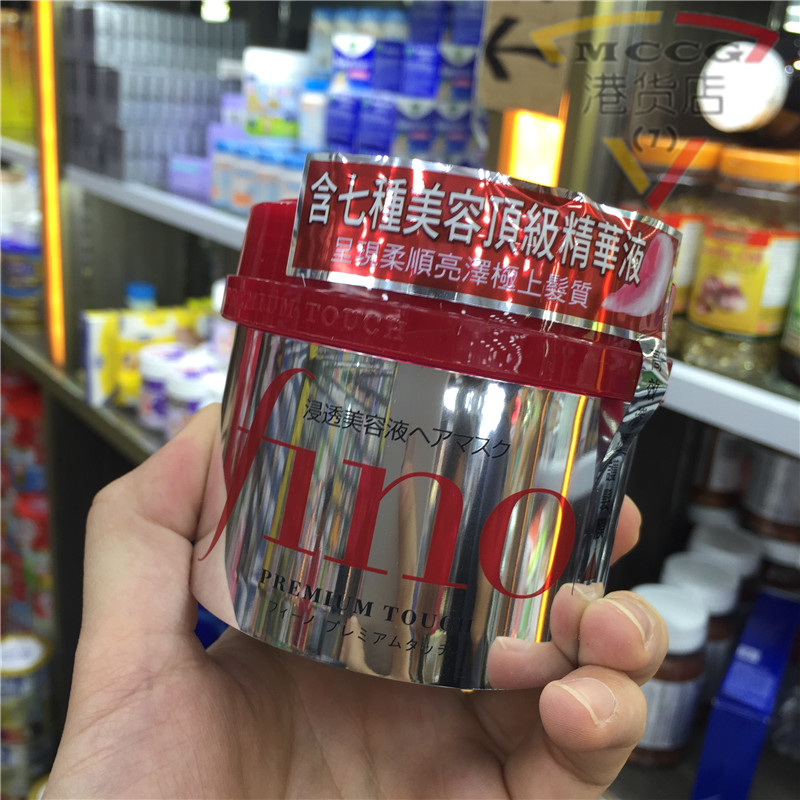 MCCG
港货店
(7)
含七種美容頂級精華液
呈現柔順亮澤極上髮質
PREMIUM TOUCH
浸透美容液ヘアマスク
fino
PREMIUM TOUCH
フィーノ プレミアムタッチ